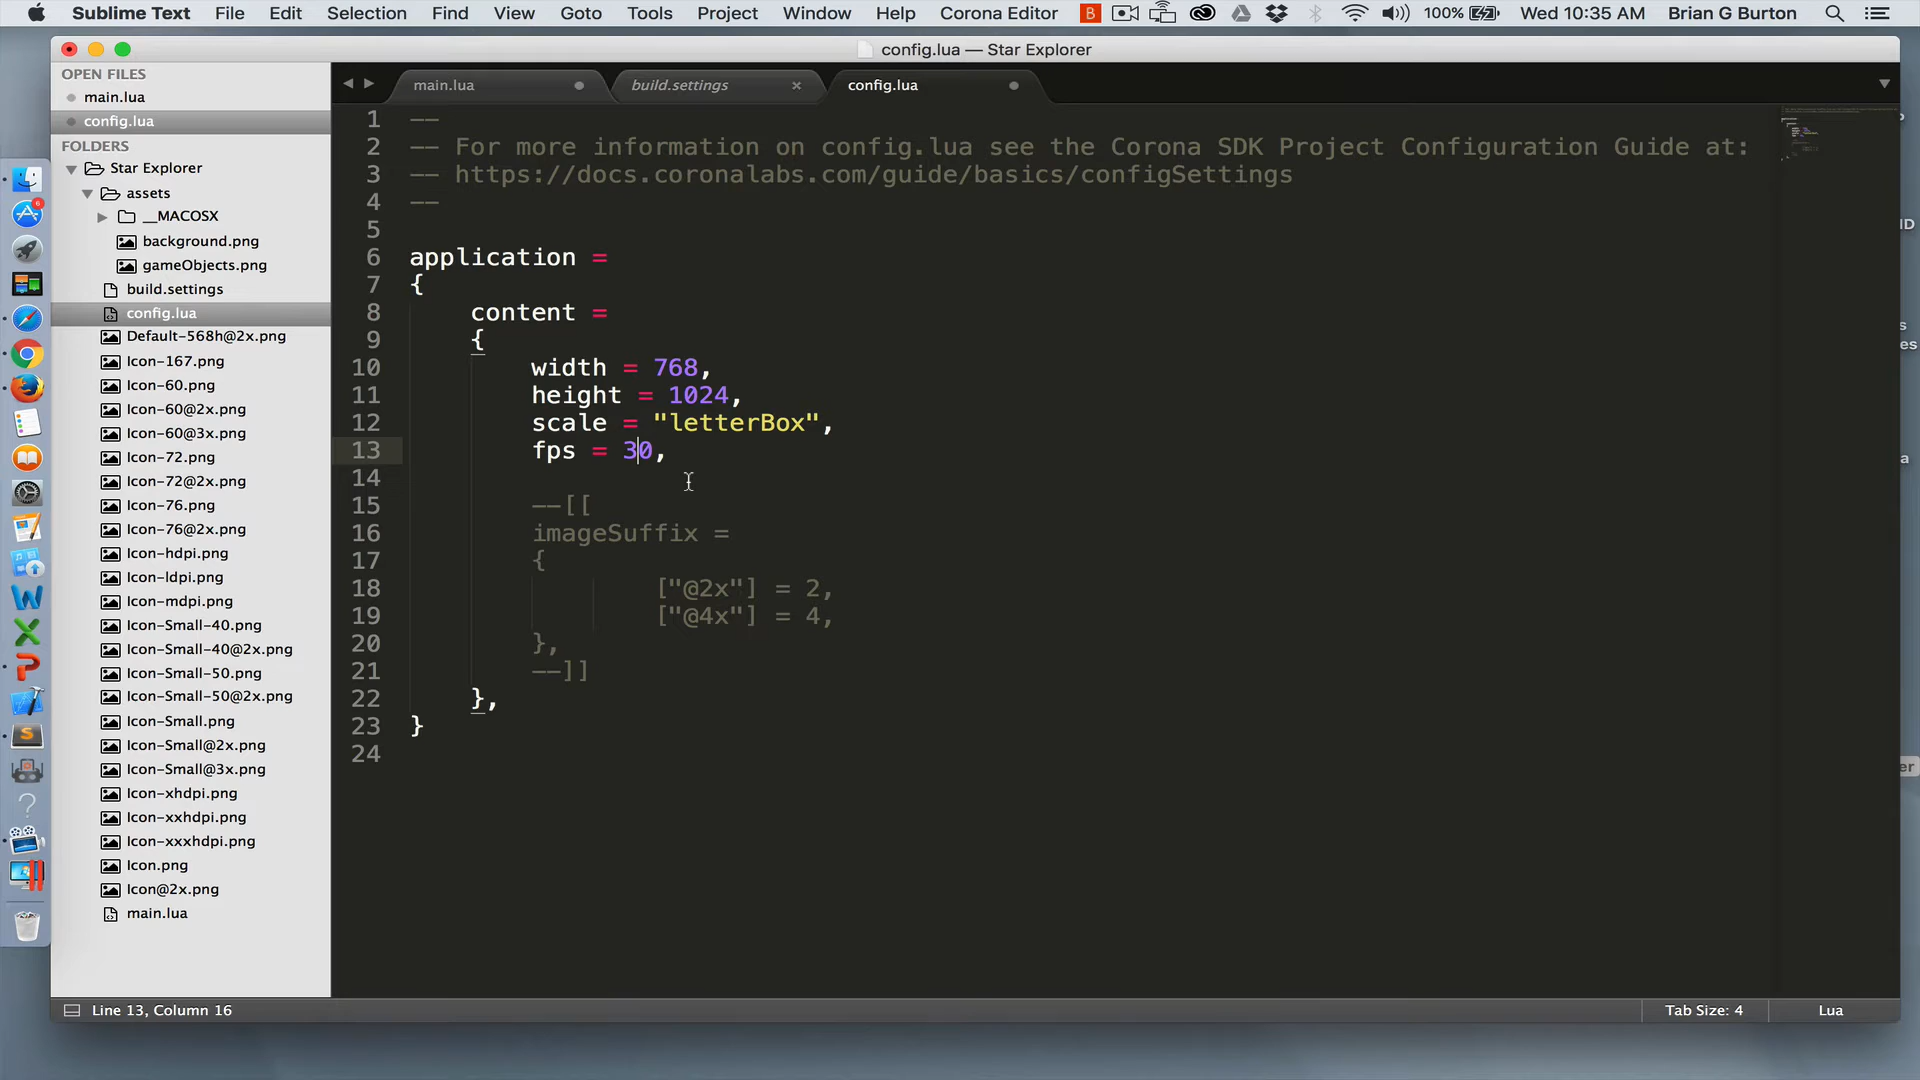 Sublime Text File Edit Selection Find View Goto Tools Project Window Help Corona Editor B 100% Wed 10:35 AM Brian G Burton
config.lua — Star Explorer
OPEN FILES
main.lua
config.lua
FOLDERS
Star Explorer
assets
__MACOSX
background.png
gameObjects.png
build.settings
config.lua
Default-568h@2x.png
Icon-167.png
Icon-60.png
Icon-60@2x.png
Icon-60@3x.png
Icon-72.png
Icon-72@2x.png
Icon-76.png
Icon-76@2x.png
Icon-hdpi.png
Icon-ldpi.png
Icon-mdpi.png
Icon-Small-40.png
Icon-Small-40@2x.png
Icon-Small-50.png
Icon-Small-50@2x.png
Icon-Small.png
Icon-Small@2x.png
Icon-Small@3x.png
Icon-xhdpi.png
Icon-xxhdpi.png
Icon-xxxhdpi.png
Icon.png
Icon@2x.png
main.lua
main.lua build.settings × config.lua
1 --
2 -- For more information on config.lua see the Corona SDK Project Configuration Guide at:
3 -- https://docs.coronalabs.com/guide/basics/configSettings
4 --
5
6 application =
7 {
8 content =
9 {
10 width = 768,
11 height = 1024,
12 scale = "letterBox",
13 fps = 30,
14
15 --[[
16 imageSuffix =
17 {
18 ["@2x"] = 2,
19 ["@4x"] = 4,
20 },
21 --]]
22 },
23 }
24
Line 13, Column 16 Tab Size: 4 Lua